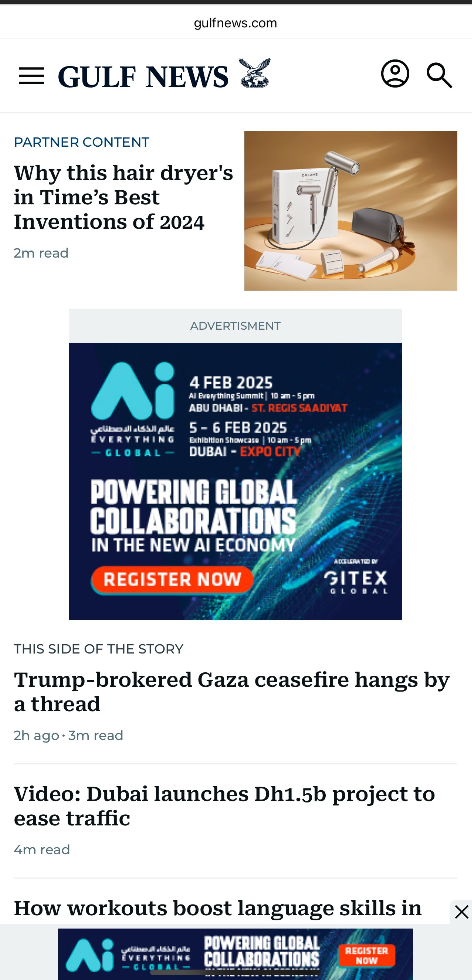 gulfnews.com
GULF NEWS
PARTNER CONTENT
Why this hair dryer's
in Time’s Best
Inventions of 2024
2m read
ADVERTISMENT
Ai
عالم الذكاء الاصطناعي
EVERYTHING
GLOBAL
4 FEB 2025
AI Everything Summit | 10 am - 5 pm
ABU DHABI - ST. REGIS SAADIYAT
5 - 6 FEB 2025
Exhibition Showcase | 10 am - 5 pm
DUBAI - EXPO CITY
POWERING GLOBAL
COLLABORATIONS
IN THE NEW AI ECONOMY
REGISTER NOW
ACCELERATED BY
GITEX
GLOBAL
THIS SIDE OF THE STORY
Trump-brokered Gaza ceasefire hangs by
a thread
2h ago · 3m read
Video: Dubai launches Dh1.5b project to
ease traffic
4m read
How workouts boost language skills in
Ai
عالم الذكاء الاصطناعي
EVERYTHING
GLOBAL
POWERING GLOBAL
COLLABORATIONS
REGISTER
NOW